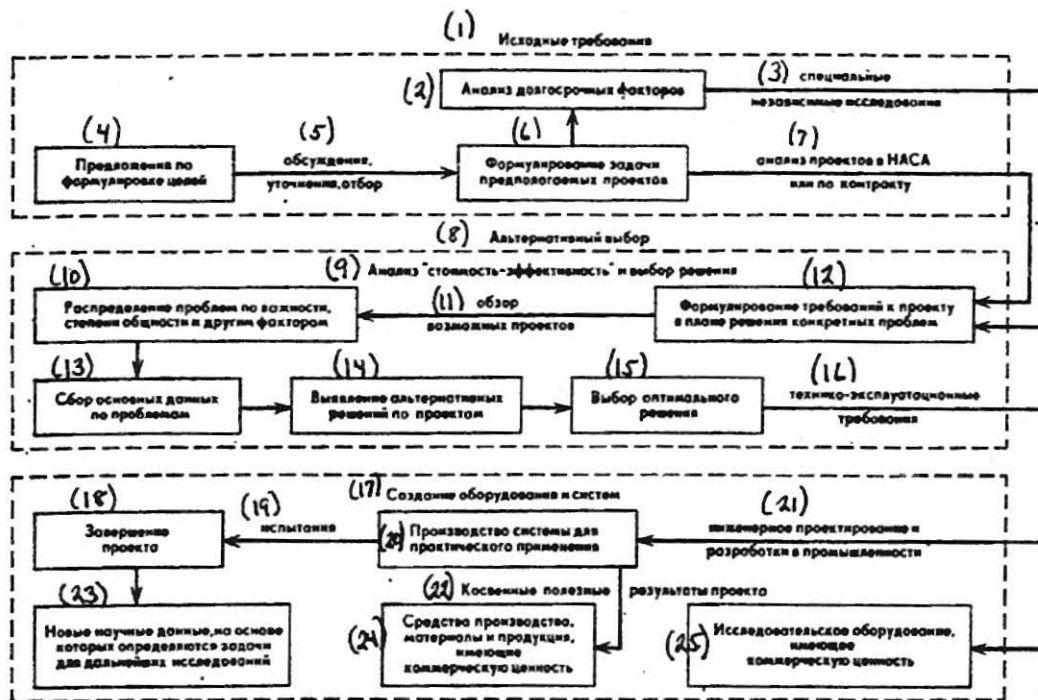 (1) Исходные требования
(2) Анализ долгосрочных факторов
(3) специальные
независимые исследования
(4)
Предложения по
формулировке целей
(5)
обсуждения,
уточнения, отбор
(6)
Формулирование задачи
предпологаемых проектов
(7)
анализ проектов в НАСА
или по контракту
(8) Альтернативный выбор
(9) Анализ "стоимость-эффективность" и выбор решения
(10)
Распределение проблем по важности,
степени общности и другим фактором
(11) обзор
возможных проектов
(12)
Формулирование требований к проекту
в плане решения конкретных проблем
(13)
Сбор основных данных
по проблемам
(14)
Выявление альтернативных
решений по проектам
(15)
Выбор оптимального
решения
(16)
технико-эксплуатационные
требования
(17) Создание оборудования и систем
(18)
Завершение
проекта
(19)
испытания
(20) Производство системы для
практического применения
(21)
инженерное проектирование и
разработки в промышленности
(22) Косвенные полезные результаты проекта
(23)
Новые научные данные, на основе
которых определяются задачи
для дальнейших исследований
(24) Средства производства,
материалы и продукция,
имеющие
коммерческую ценность
(25) Исследовательское оборудование,
имеющее
коммерческую ценность